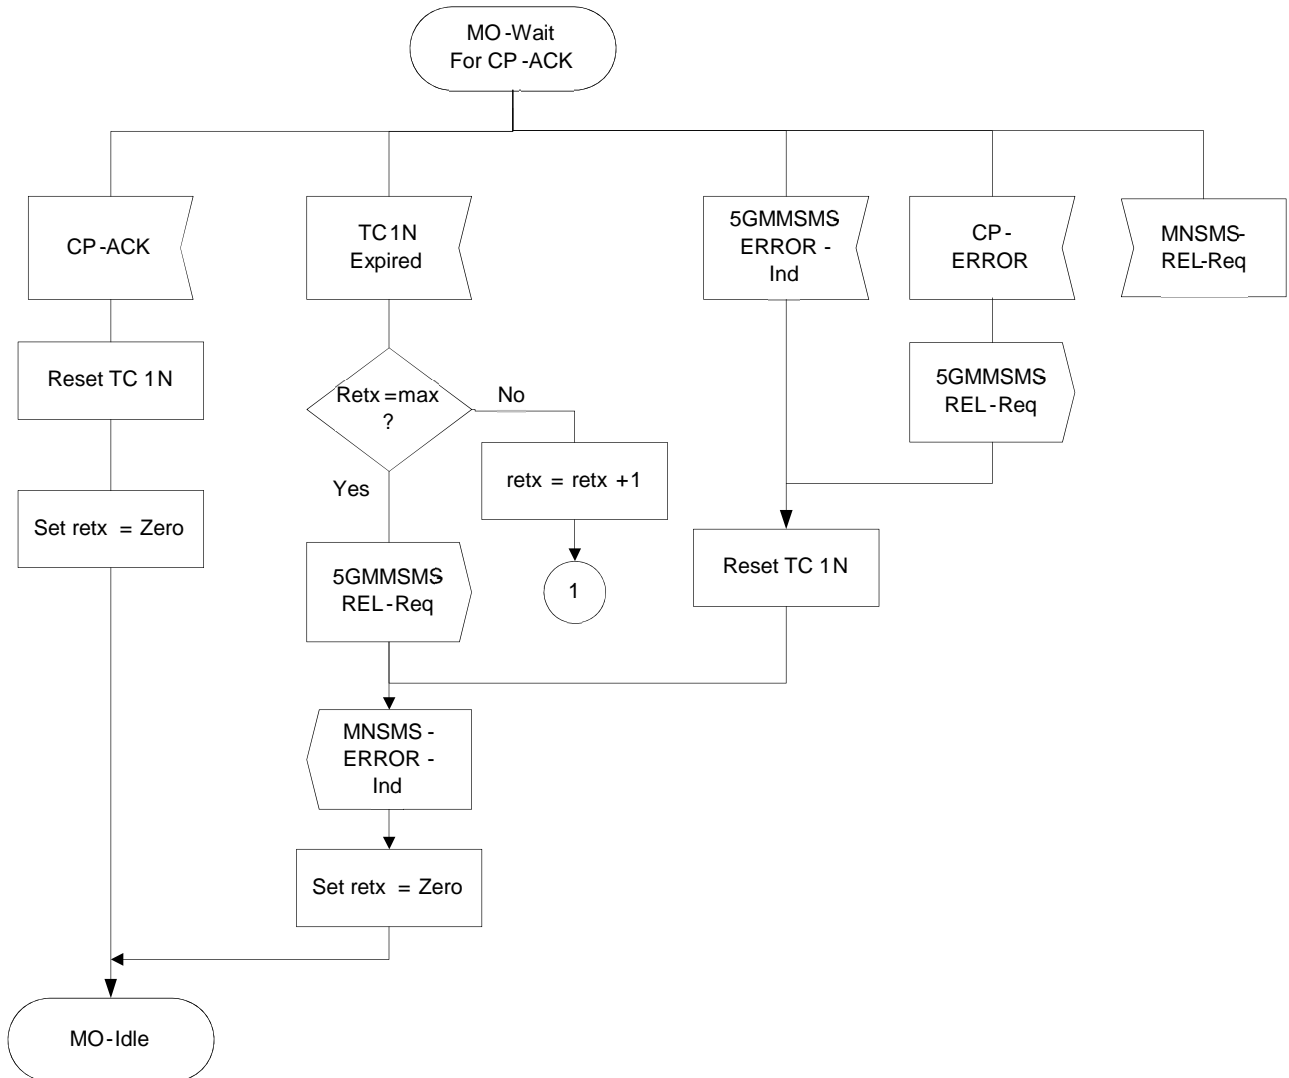 MO-Wait
For CP-ACK
CP-ACK
TC1N
Expired
5GMMSMS-
ERROR -
Ind
CP-
ERROR
MNSMS-
REL-Req
Reset TC 1N
Retx=max
?
No
5GMMSMS-
REL-Req
retx = retx +1
Yes
Set retx = Zero
Reset TC 1N
5GMMSMS-
REL-Req
1
MNSMS -
ERROR -
Ind
Set retx = Zero
MO-Idle